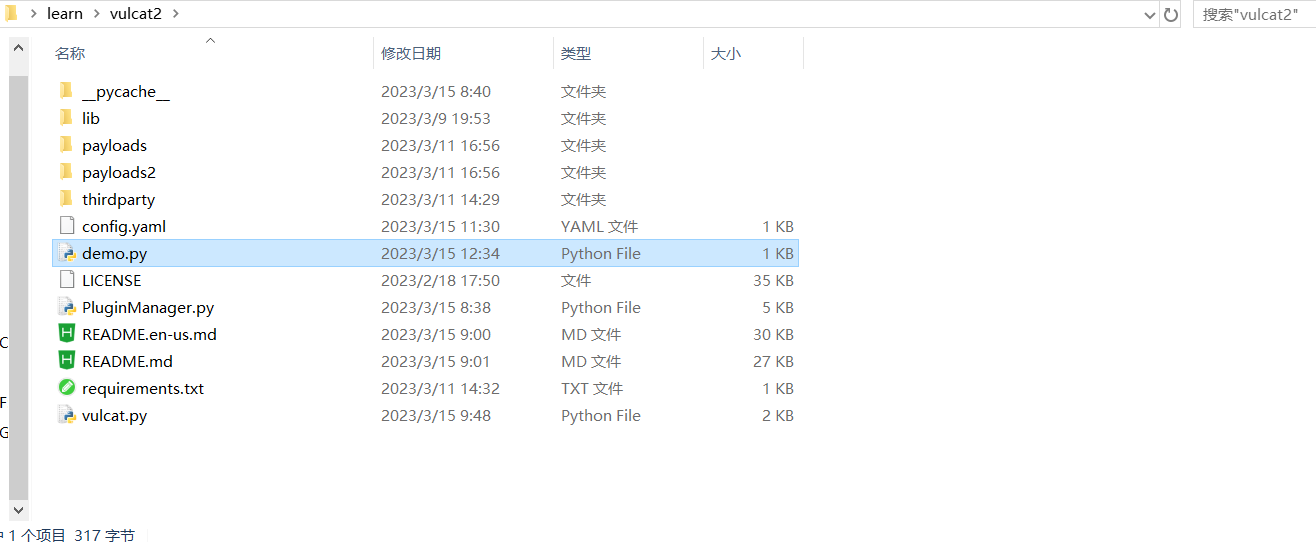 learn vulcat2 搜索"vulcat2"
名称 修改日期 类型 大小
__pycache__ 2023/3/15 8:40 文件夹
lib 2023/3/9 19:53 文件夹
payloads 2023/3/11 16:56 文件夹
payloads2 2023/3/11 16:56 文件夹
thirdparty 2023/3/11 14:29 文件夹
config.yaml 2023/3/15 11:30 YAML 文件 1 KB
demo.py 2023/3/15 12:34 Python File 1 KB
LICENSE 2023/2/18 17:50 文件 35 KB
PluginManager.py 2023/3/15 8:38 Python File 5 KB
README.en-us.md 2023/3/15 9:00 MD 文件 30 KB
README.md 2023/3/15 9:01 MD 文件 27 KB
requirements.txt 2023/3/11 14:32 TXT 文件 1 KB
vulcat.py 2023/3/15 9:48 Python File 2 KB
1 个项目 317 字节